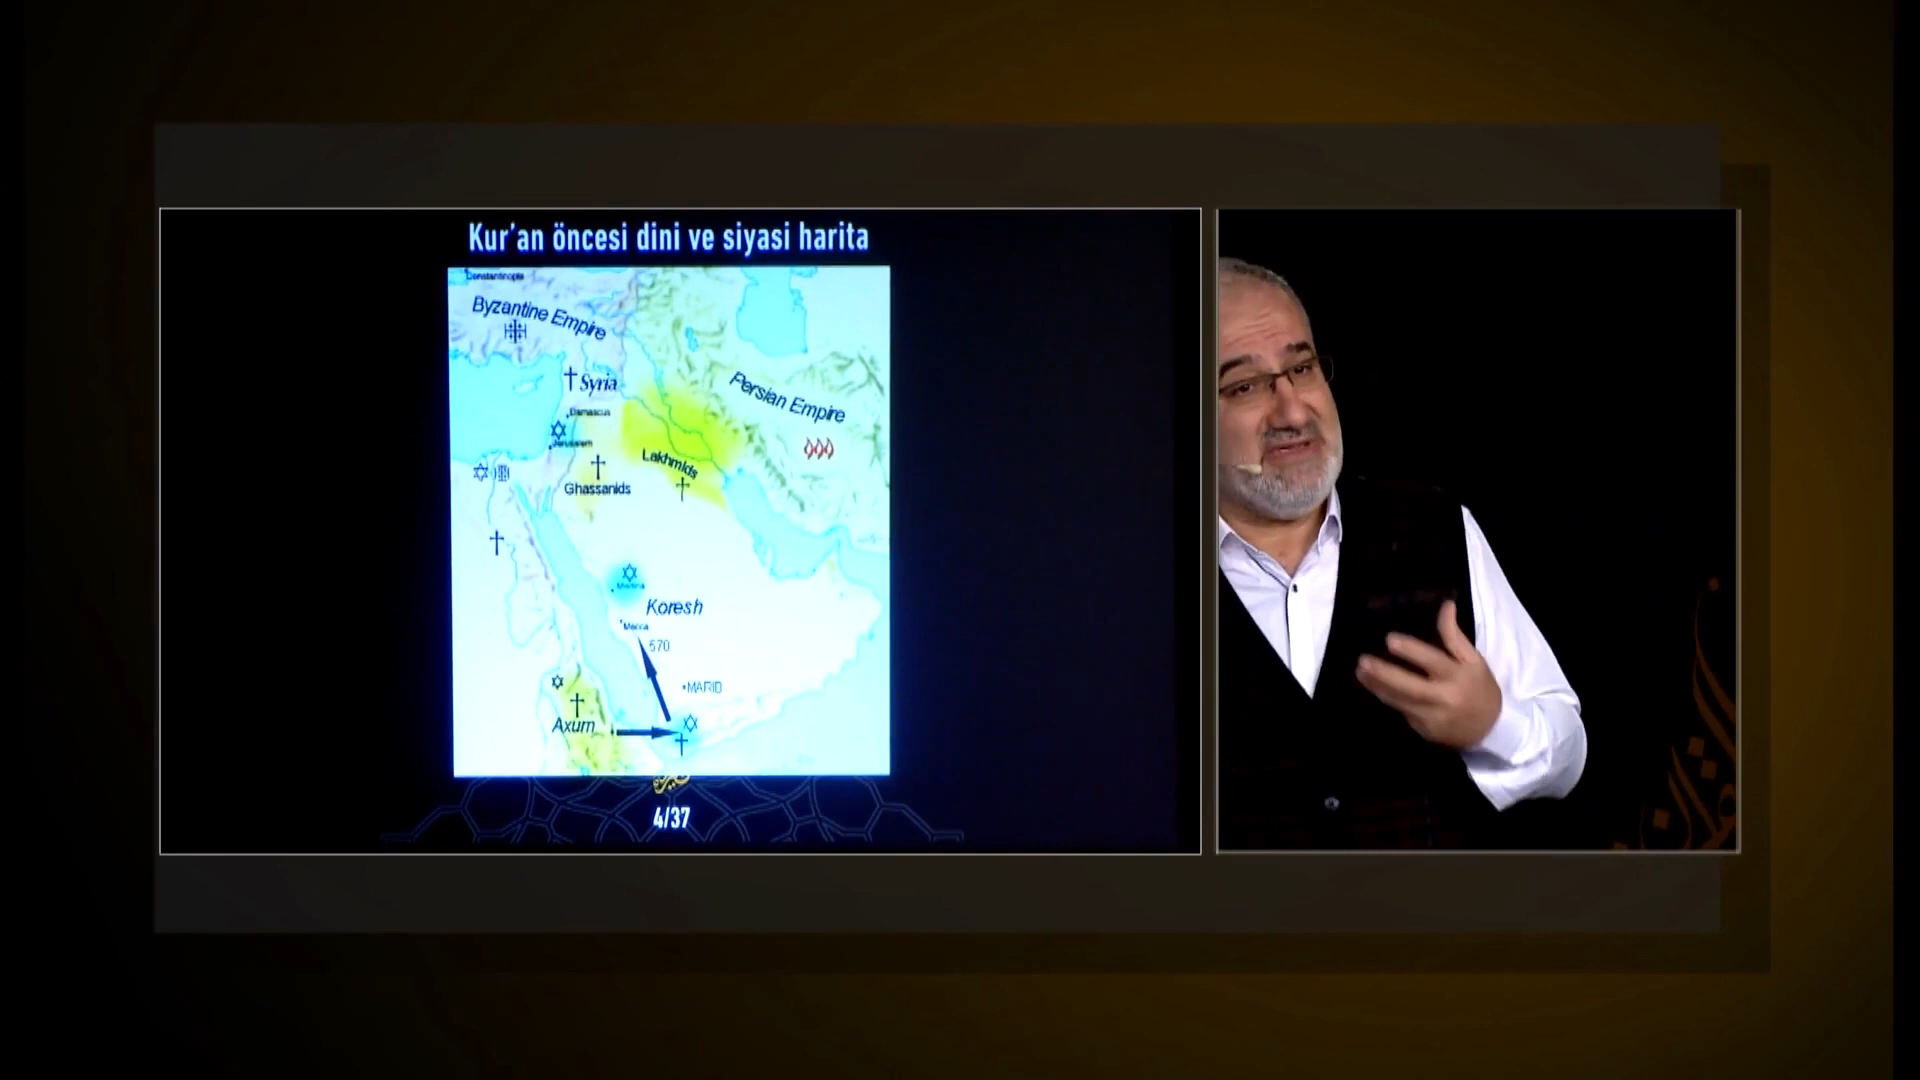 Kur'an öncesi dini ve siyasi harita
Constantinople
Byzantine Empire
Syria
Damascus
Jerusalem
Persian Empire
Lakhmids
Ghassanids
Medina
Koresh
Mecca
570
MARIB
Axum
4/37